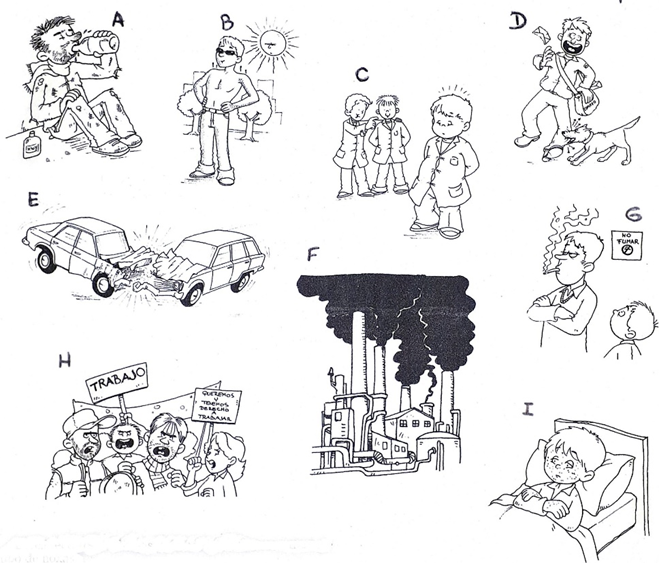 A
B
C
D
E
F
G
NO
FUMAR
H
TRABAJO
QUEREMOS
Y
TENEMOS
DERECHO
A
TRABAJAR
I